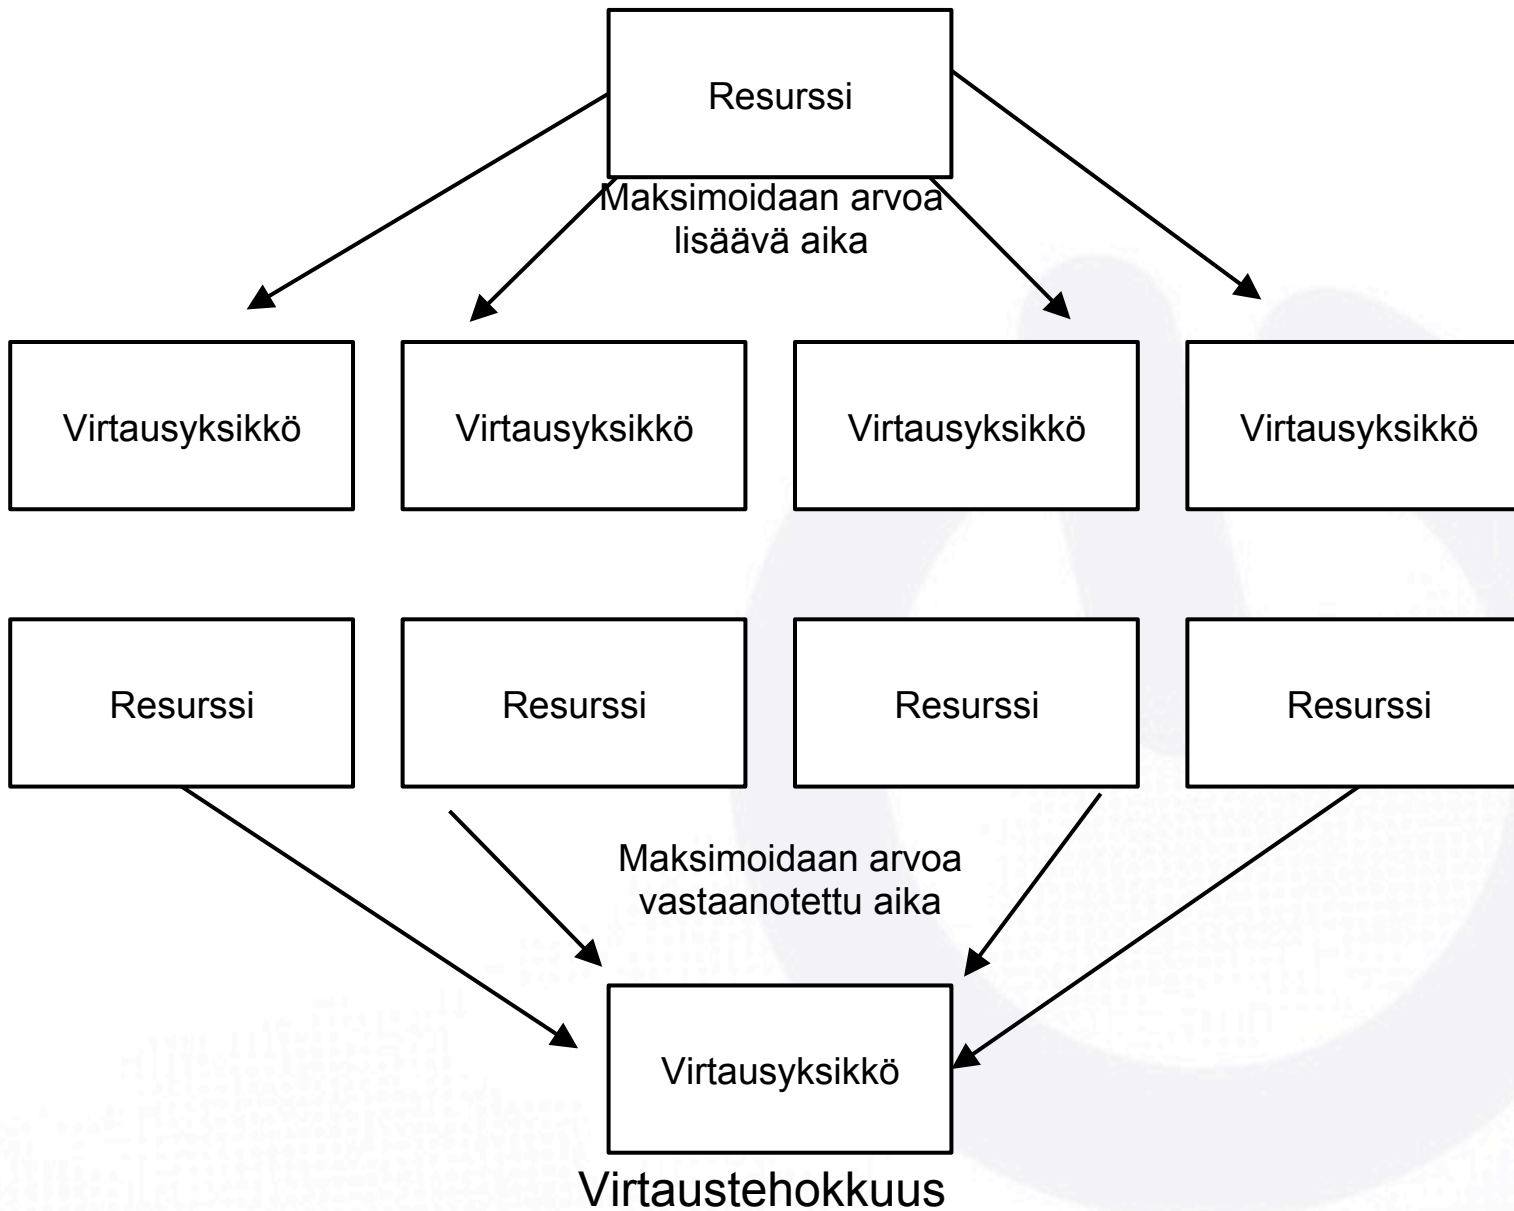 Resurssi
Maksimoidaan arvoa
lisäävä aika
Virtausyksikkö Virtausyksikkö Virtausyksikkö Virtausyksikkö
Resurssi Resurssi Resurssi Resurssi
Maksimoidaan arvoa
vastaanotettu aika
Virtausyksikkö
Virtaustehokkuus